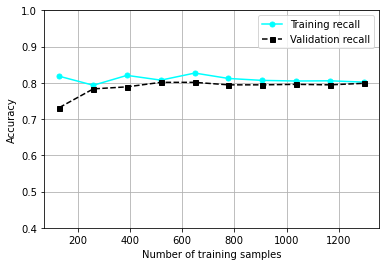 1.0
0.9
0.8
0.7
0.6
0.5
0.4
Accuracy
Training recall
Validation recall
200 400 600 800 1000 1200
Number of training samples